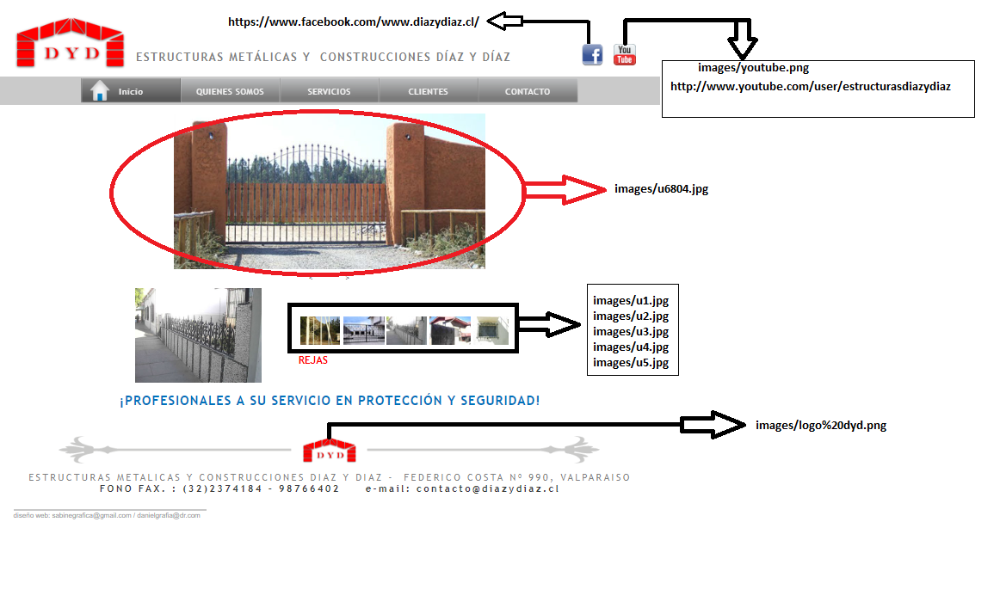 https://www.facebook.com/www.diazydiaz.cl/
DYD
ESTRUCTURAS METÁLICAS Y CONSTRUCCIONES DÍAZ Y DÍAZ
You
Tube
images/youtube.png
http://www.youtube.com/user/estructurasdiazydiaz
Inicio QUIENES SOMOS SERVICIOS CLIENTES CONTACTO
images/u6804.jpg
< >
images/u1.jpg
images/u2.jpg
images/u3.jpg
images/u4.jpg
images/u5.jpg
REJAS
¡PROFESIONALES A SU SERVICIO EN PROTECCIÓN Y SEGURIDAD!
images/logo%20dyd.png
DYD
ESTRUCTURAS METALICAS Y CONSTRUCCIONES DIAZ Y DIAZ - FEDERICO COSTA Nº 990, VALPARAISO
FONO FAX. : (32)2374184 - 98766402 e-mail: contacto@diazydiaz.cl
diseño web: sabinegrafica@gmail.com / danielgrafia@dr.com